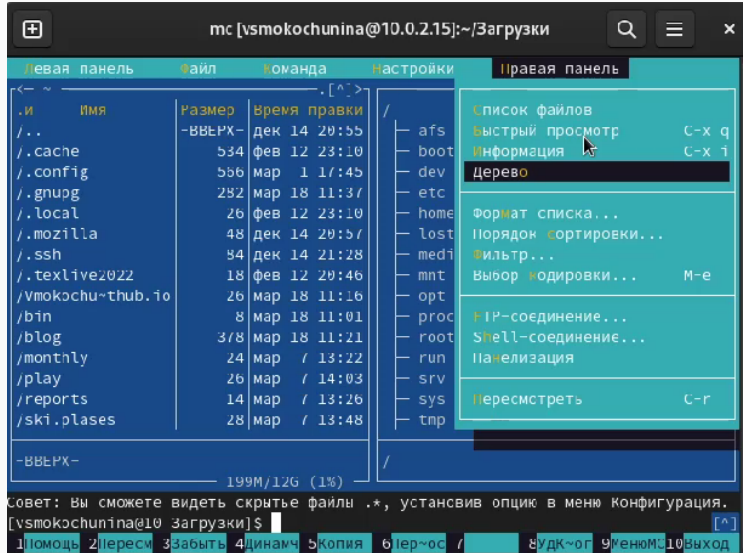 mc [vsmokochunina@10.0.2.15]:~/Загрузки
Левая панель Файл Команда Настройки Правая панель
<— ~ .[^]>
.и Имя Размер Время правки
/.. -ВВЕРХ- дек 14 20:55
/.cache 534 фев 12 23:10
/.config 566 мар 1 17:45
/.gnupg 282 мар 18 11:37
/.local 26 фев 12 23:10
/.mozilla 48 дек 14 20:57
/.ssh 84 дек 14 21:28
/.texlive2022 18 фев 12 20:46
/Vmokochu~thub.io 26 мар 18 11:16
/bin 8 мар 18 11:01
/blog 378 мар 18 11:21
/monthly 24 мар 7 13:22
/play 26 мар 7 14:03
/reports 14 мар 7 13:26
/ski.plases 28 мар 7 13:48
-ВВЕРХ-
199M/12G (1%)
/
afs
boot
dev
etc
home
lost
medi
mnt
opt
proc
root
run
srv
sys
tmp
/
Список файлов
Быстрый просмотр C-x q
Информация C-x i
Дерево
Формат списка...
Порядок сортировки...
Фильтр...
Выбор кодировки... M-e
FTP-соединение...
Shell-соединение...
Панелизация
Пересмотреть C-r
Совет: Вы сможете видеть скрытые файлы .*, установив опцию в меню Конфигурация.
[vsmokochunina@10 Загрузки]$ [^]
1Помощь 2Пересм 3Забыть 4Динамч 5Копия 6Пер~ос 7 8Удк~ог 9МенюMC 10Выход